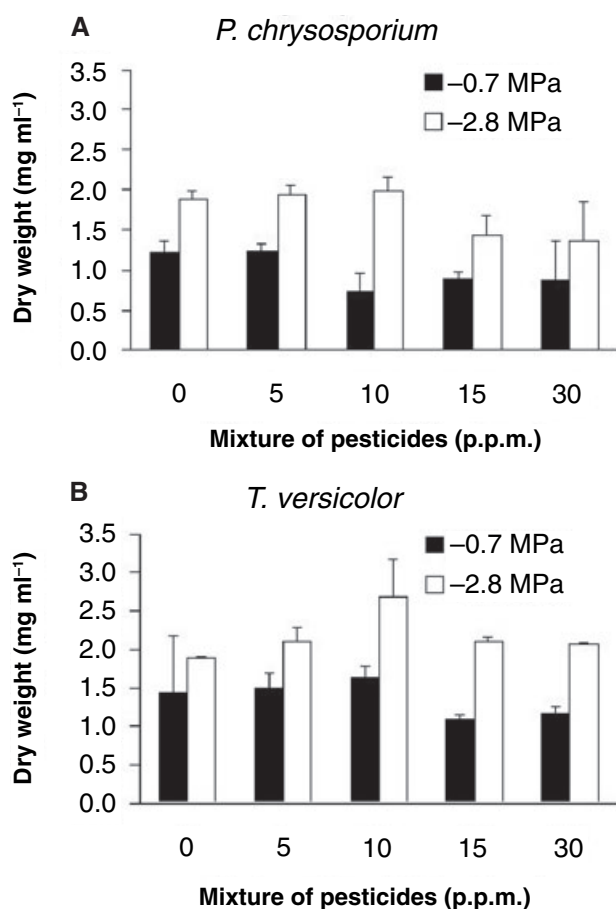 A P. chrysosporium
3.5
3.0
2.5
2.0
1.5
1.0
0.5
0.0
Dry weight (mg ml⁻¹)
–0.7 MPa
–2.8 MPa
0 5 10 15 30
Mixture of pesticides (p.p.m.)
B T. versicolor
3.5
3.0
2.5
2.0
1.5
1.0
0.5
0.0
Dry weight (mg ml⁻¹)
–0.7 MPa
–2.8 MPa
0 5 10 15 30
Mixture of pesticides (p.p.m.)